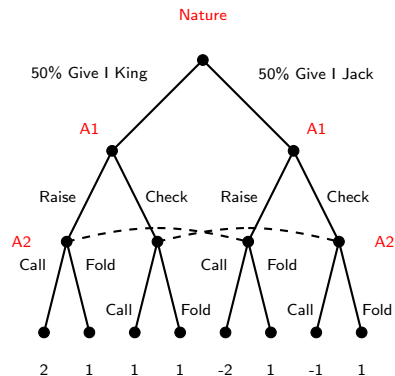 Nature
50% Give I King
50% Give I Jack
A1
A1
Raise
Check
Raise
Check
A2
A2
Call
Fold
Call
Fold
Call
Fold
Call
Fold
2
1
1
1
-2
1
-1
1